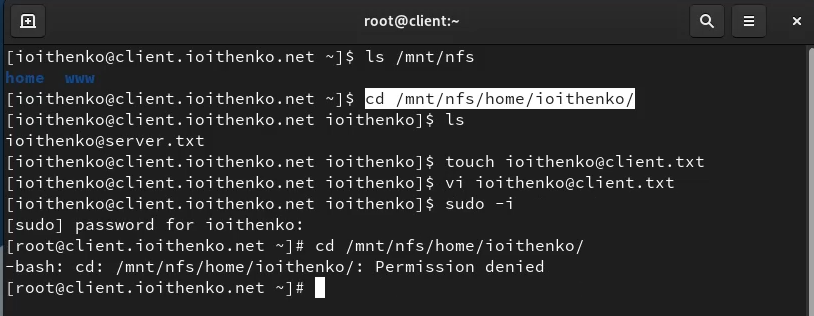 root@client:~
[ioithenko@client.ioithenko.net ~]$ ls /mnt/nfs
home  www
[ioithenko@client.ioithenko.net ~]$ cd /mnt/nfs/home/ioithenko/
[ioithenko@client.ioithenko.net ioithenko]$ ls
ioithenko@server.txt
[ioithenko@client.ioithenko.net ioithenko]$ touch ioithenko@client.txt
[ioithenko@client.ioithenko.net ioithenko]$ vi ioithenko@client.txt
[ioithenko@client.ioithenko.net ioithenko]$ sudo -i
[sudo] password for ioithenko:
[root@client.ioithenko.net ~]# cd /mnt/nfs/home/ioithenko/
-bash: cd: /mnt/nfs/home/ioithenko/: Permission denied
[root@client.ioithenko.net ~]#